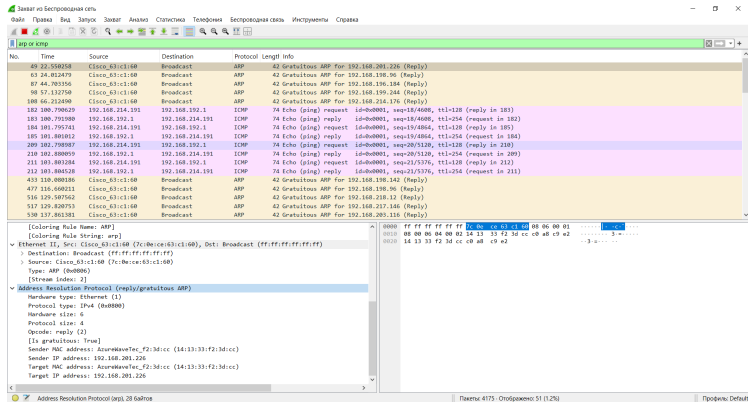 Захват из Беспроводная сеть
Файл Правка Вид Запуск Захват Анализ Статистика Телефония Беспроводная связь Инструменты Справка
arp or icmp
No. Time Source Destination Protocol Lengtl Info
49 22.550258 Cisco_63:c1:60 Broadcast ARP 42 Gratuitous ARP for 192.168.201.226 (Reply)
63 24.012479 Cisco_63:c1:60 Broadcast ARP 42 Gratuitous ARP for 192.168.198.96 (Reply)
87 44.703356 Cisco_63:c1:60 Broadcast ARP 42 Gratuitous ARP for 192.168.196.184 (Reply)
98 57.132750 Cisco_63:c1:60 Broadcast ARP 42 Gratuitous ARP for 192.168.199.244 (Reply)
108 66.212490 Cisco_63:c1:60 Broadcast ARP 42 Gratuitous ARP for 192.168.214.176 (Reply)
182 100.790629 192.168.214.191 192.168.192.1 ICMP 74 Echo (ping) request id=0x0001, seq=18/4608, ttl=128 (reply in 183)
183 100.791980 192.168.192.1 192.168.214.191 ICMP 74 Echo (ping) reply id=0x0001, seq=18/4608, ttl=254 (request in 182)
184 101.795741 192.168.214.191 192.168.192.1 ICMP 74 Echo (ping) request id=0x0001, seq=19/4864, ttl=128 (reply in 185)
185 101.801012 192.168.192.1 192.168.214.191 ICMP 74 Echo (ping) reply id=0x0001, seq=19/4864, ttl=254 (request in 184)
209 102.798987 192.168.214.191 192.168.192.1 ICMP 74 Echo (ping) request id=0x0001, seq=20/5120, ttl=128 (reply in 210)
210 102.880059 192.168.192.1 192.168.214.191 ICMP 74 Echo (ping) reply id=0x0001, seq=20/5120, ttl=254 (request in 209)
211 103.803284 192.168.214.191 192.168.192.1 ICMP 74 Echo (ping) request id=0x0001, seq=21/5376, ttl=128 (reply in 212)
212 103.804528 192.168.192.1 192.168.214.191 ICMP 74 Echo (ping) reply id=0x0001, seq=21/5376, ttl=254 (request in 211)
433 110.080186 Cisco_63:c1:60 Broadcast ARP 42 Gratuitous ARP for 192.168.198.142 (Reply)
477 116.660211 Cisco_63:c1:60 Broadcast ARP 42 Gratuitous ARP for 192.168.198.96 (Reply)
516 129.507562 Cisco_63:c1:60 Broadcast ARP 42 Gratuitous ARP for 192.168.218.12 (Reply)
517 129.820753 Cisco_63:c1:60 Broadcast ARP 42 Gratuitous ARP for 192.168.217.146 (Reply)
530 137.861381 Cisco_63:c1:60 Broadcast ARP 42 Gratuitous ARP for 192.168.203.116 (Reply)
[Coloring Rule Name: ARP]
[Coloring Rule String: arp]
Ethernet II, Src: Cisco_63:c1:60 (7c:0e:ce:63:c1:60), Dst: Broadcast (ff:ff:ff:ff:ff:ff)
Destination: Broadcast (ff:ff:ff:ff:ff:ff)
Source: Cisco_63:c1:60 (7c:0e:ce:63:c1:60)
Type: ARP (0x0806)
[Stream index: 2]
Address Resolution Protocol (reply/gratuitous ARP)
Hardware type: Ethernet (1)
Protocol type: IPv4 (0x0800)
Hardware size: 6
Protocol size: 4
Opcode: reply (2)
[Is gratuitous: True]
Sender MAC address: AzureWaveTec_f2:3d:cc (14:13:33:f2:3d:cc)
Sender IP address: 192.168.201.226
Target MAC address: AzureWaveTec_f2:3d:cc (14:13:33:f2:3d:cc)
Target IP address: 192.168.201.226
0000 ff ff ff ff ff ff 7c 0e ce 63 c1 60 08 06 00 01
0010 08 00 06 04 00 02 14 13 33 f2 3d cc c0 a8 c9 e2
0020 14 13 33 f2 3d cc c0 a8 c9 e2
Address Resolution Protocol (arp), 28 байтов
Пакеты: 4175 · Отображено: 51 (1.2%)
Профиль: Default